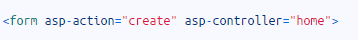 <form asp-action="create" asp-controller="home">